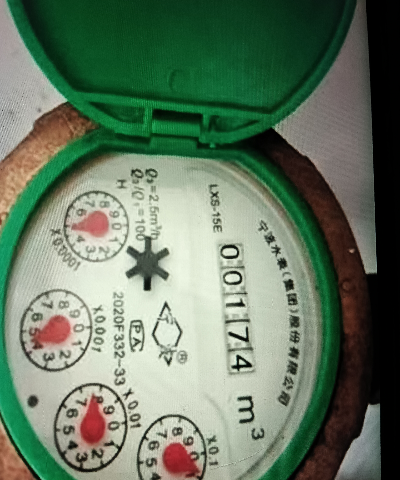 宁波水表(集团)股份有限公司
LXS-15E
00174 m³
Q₃=2.5m³/h
Q₃/Q₁=100
H
PA
®
2020F332-33
X0.0001
X0.001
X0.01
X0.1